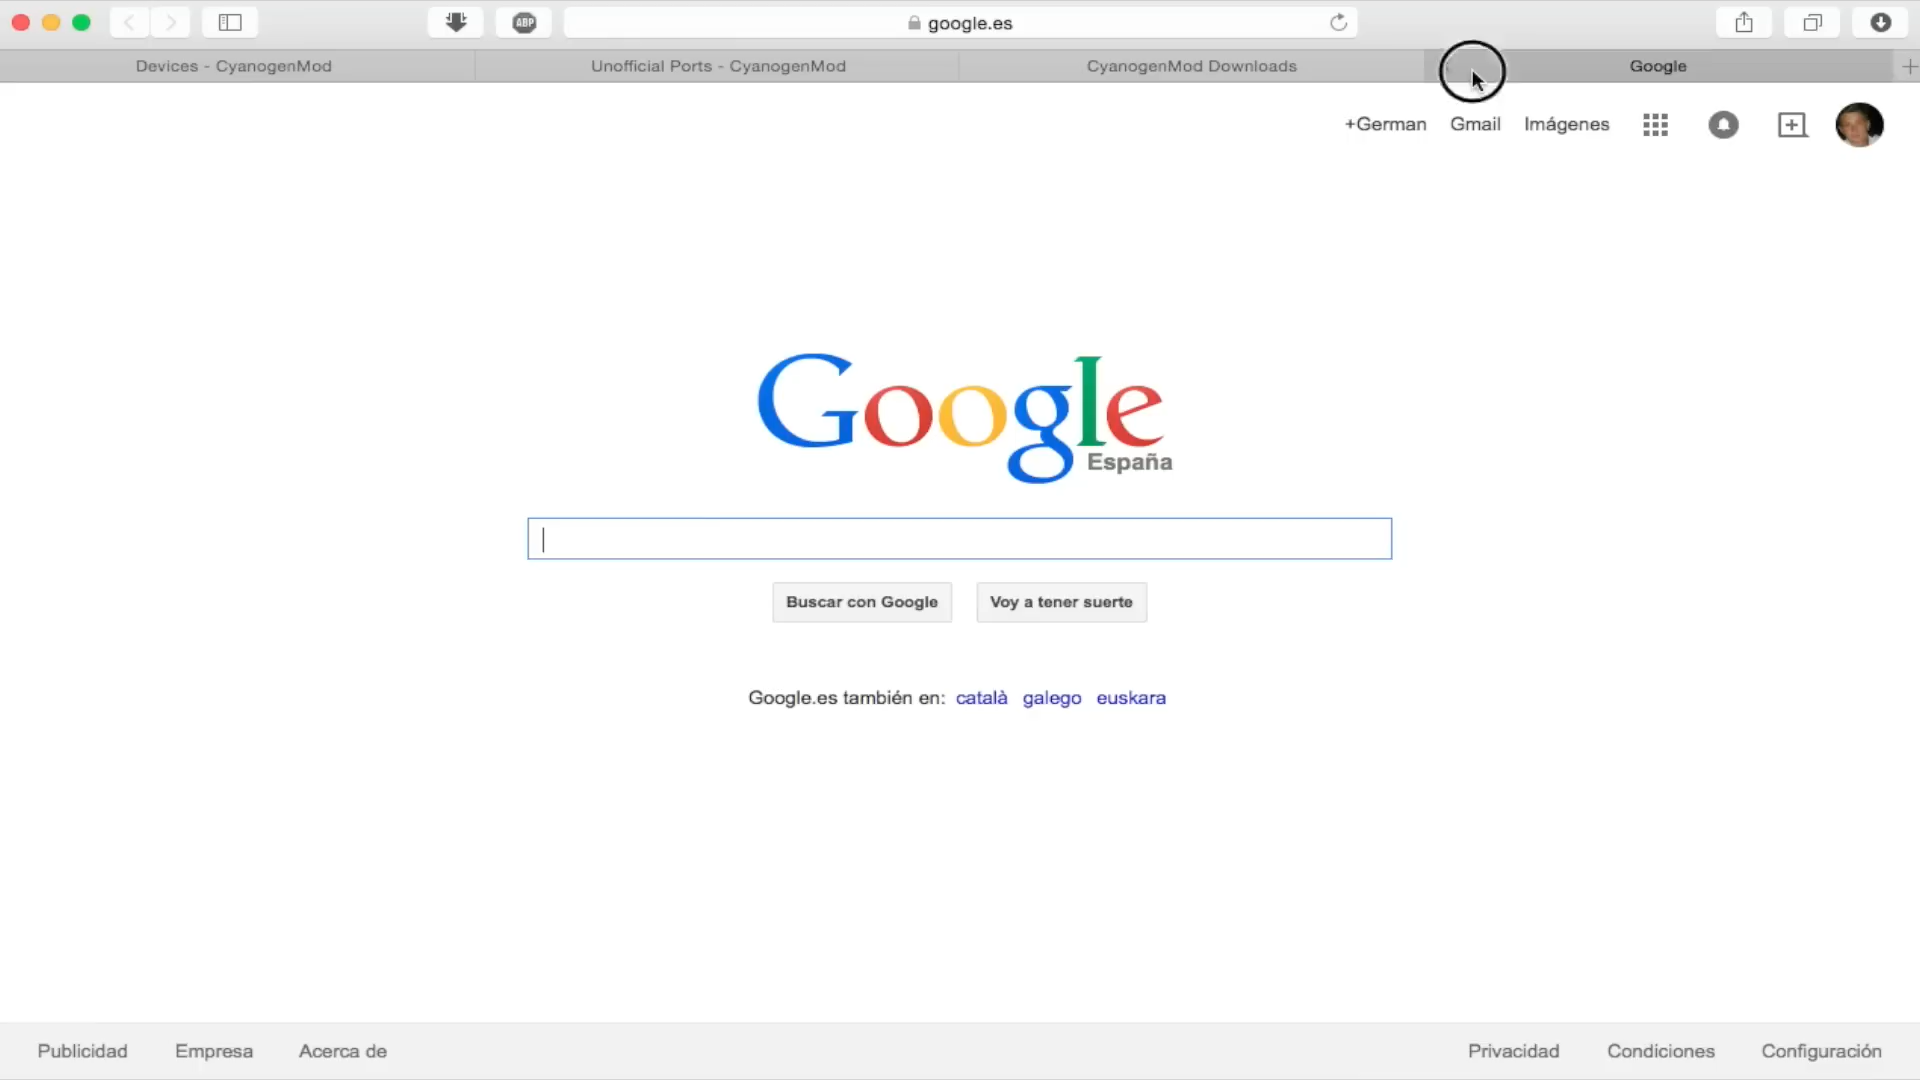 ABP
google.es
Devices - CyanogenMod
Unofficial Ports - CyanogenMod
CyanogenMod Downloads
Google
+German
Gmail
Imágenes
Google
España
Buscar con Google
Voy a tener suerte
Google.es también en: català galego euskara
Publicidad
Empresa
Acerca de
Privacidad
Condiciones
Configuración